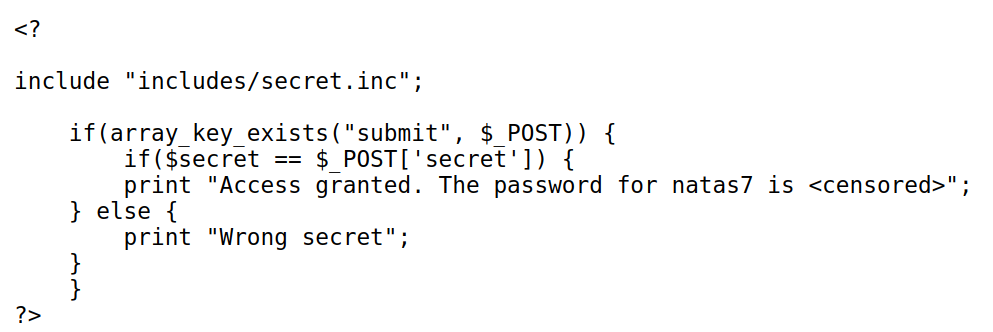 <?
include "includes/secret.inc";
    if(array_key_exists("submit", $_POST)) {
        if($secret == $_POST['secret']) {
        print "Access granted. The password for natas7 is <censored>";
    } else {
        print "Wrong secret";
    }
    }
?>